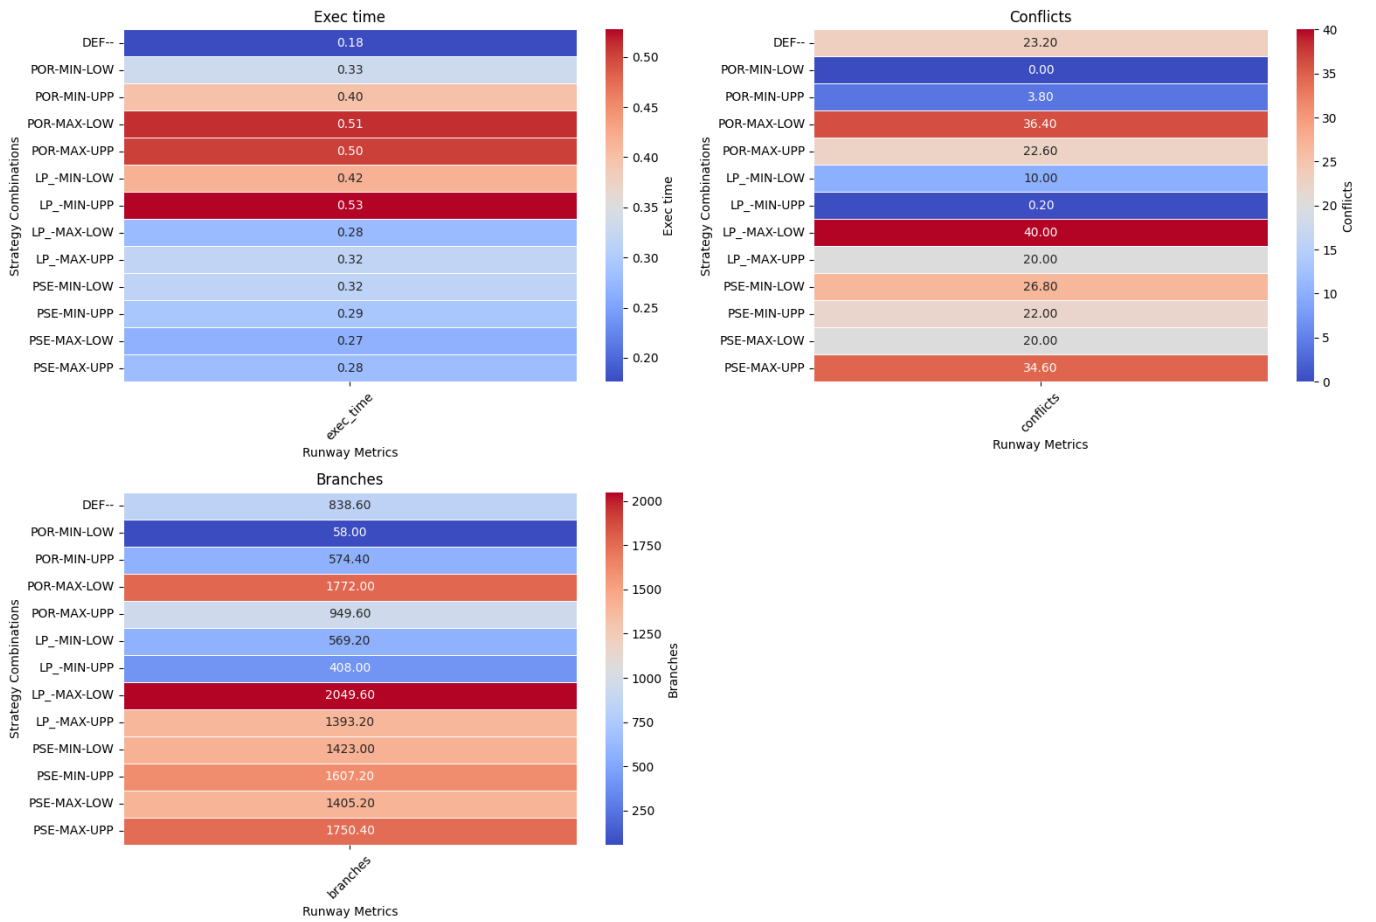 Exec time
DEF--
0.18
POR-MIN-LOW
0.33
POR-MIN-UPP
0.40
POR-MAX-LOW
0.51
POR-MAX-UPP
0.50
LP_-MIN-LOW
0.42
LP_-MIN-UPP
0.53
LP_-MAX-LOW
0.28
LP_-MAX-UPP
0.32
PSE-MIN-LOW
0.32
PSE-MIN-UPP
0.29
PSE-MAX-LOW
0.27
PSE-MAX-UPP
0.28
Strategy Combinations
exec_time
Runway Metrics
0.50
0.45
0.40
0.35
0.30
0.25
0.20
Exec time
Conflicts
DEF--
23.20
POR-MIN-LOW
0.00
POR-MIN-UPP
3.80
POR-MAX-LOW
36.40
POR-MAX-UPP
22.60
LP_-MIN-LOW
10.00
LP_-MIN-UPP
0.20
LP_-MAX-LOW
40.00
LP_-MAX-UPP
20.00
PSE-MIN-LOW
26.80
PSE-MIN-UPP
22.00
PSE-MAX-LOW
20.00
PSE-MAX-UPP
34.60
Strategy Combinations
conflicts
Runway Metrics
40
35
30
25
20
15
10
5
0
Conflicts
Branches
DEF--
838.60
POR-MIN-LOW
58.00
POR-MIN-UPP
574.40
POR-MAX-LOW
1772.00
POR-MAX-UPP
949.60
LP_-MIN-LOW
569.20
LP_-MIN-UPP
408.00
LP_-MAX-LOW
2049.60
LP_-MAX-UPP
1393.20
PSE-MIN-LOW
1423.00
PSE-MIN-UPP
1607.20
PSE-MAX-LOW
1405.20
PSE-MAX-UPP
1750.40
Strategy Combinations
branches
Runway Metrics
2000
1750
1500
1250
1000
750
500
250
Branches